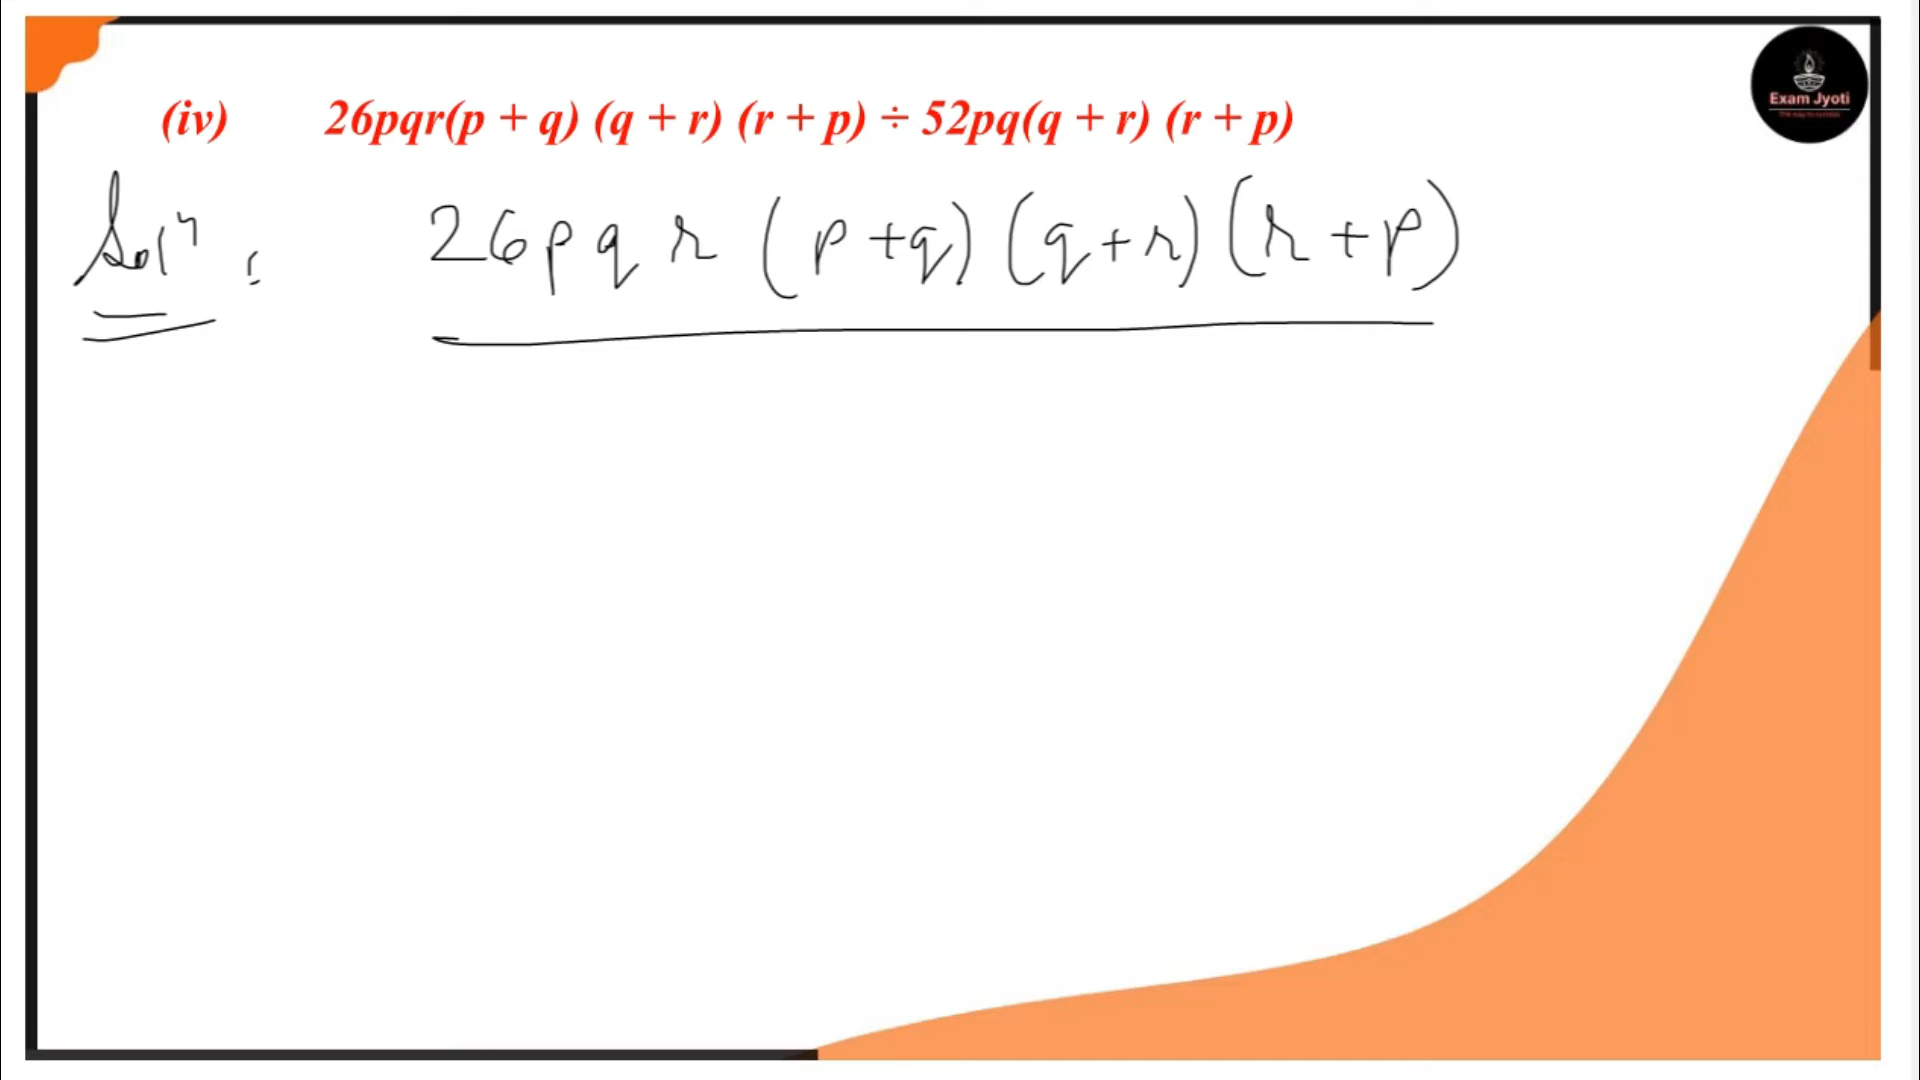 (iv) 26pqr(p + q) (q + r) (r + p) ÷ 52pq(q + r) (r + p)
Exam Jyoti
Solⁿ : 26pqr (p+q) (q+r) (r+p)